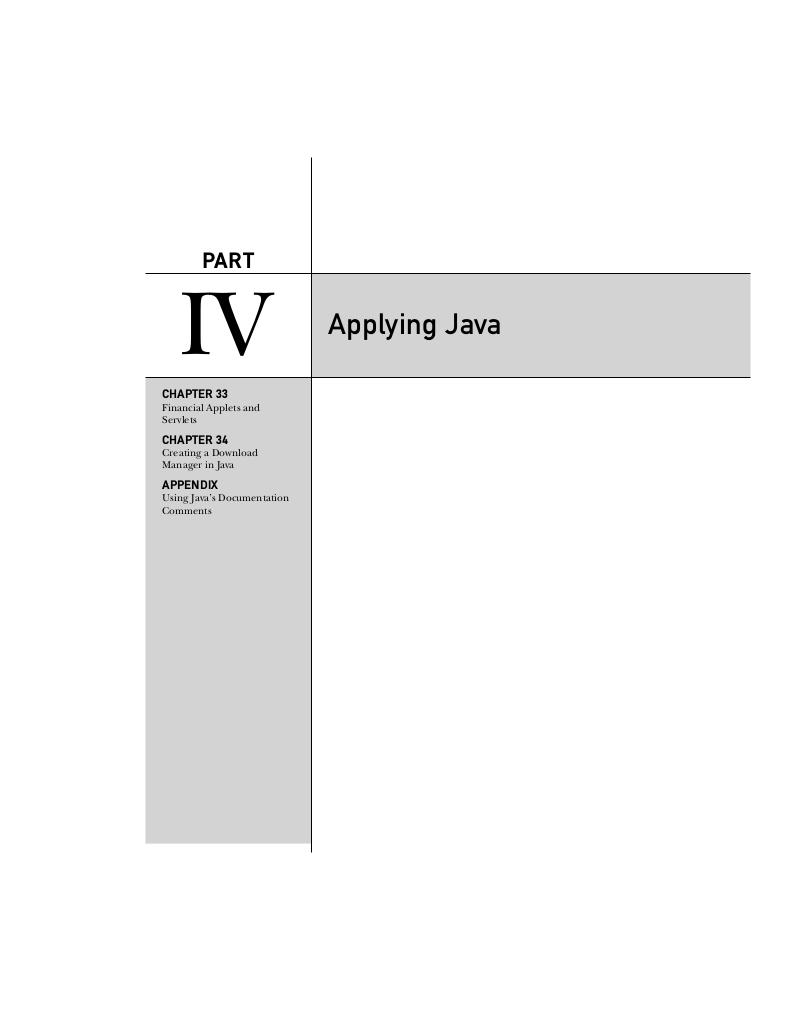 PART
IV
Applying Java
CHAPTER 33
Financial Applets and
Servlets
CHAPTER 34
Creating a Download
Manager in Java
APPENDIX
Using Java's Documentation
Comments